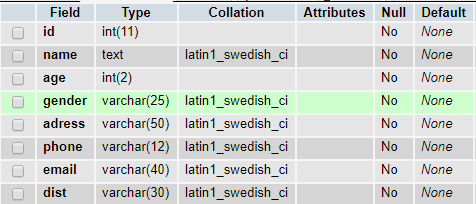 Field Type Collation Attributes Null Default
id int(11) No None
name text latin1_swedish_ci No None
age int(2) No None
gender varchar(25) latin1_swedish_ci No None
adress varchar(50) latin1_swedish_ci No None
phone varchar(12) latin1_swedish_ci No None
email varchar(40) latin1_swedish_ci No None
dist varchar(30) latin1_swedish_ci No None